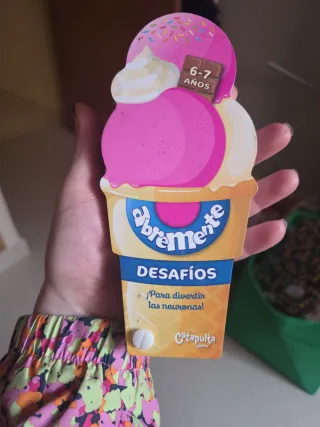 6-7
AÑOS
abremente
DESAFÍOS
¡Para divertir
las neuronas!
Catapulta